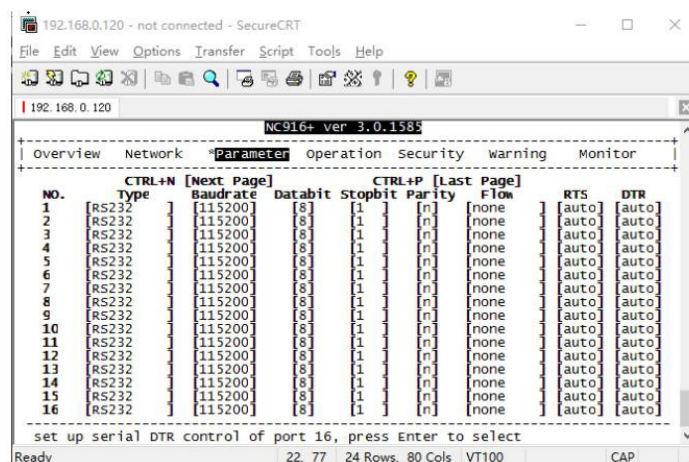 192.168.0.120 - not connected - SecureCRT
File Edit View Options Transfer Script Tools Help
192.168.0.120
NC916+ ver 3.0.1585
Overview Network *Parameter Operation Security Warning Monitor
CTRL+N [Next Page] CTRL+P [Last Page]
NO. Type Baudrate Databit Stopbit Parity Flow RTS DTR
1 [RS232 ] [115200] [8] [1 ] [n] [none ] [auto] [auto]
2 [RS232 ] [115200] [8] [1 ] [n] [none ] [auto] [auto]
3 [RS232 ] [115200] [8] [1 ] [n] [none ] [auto] [auto]
4 [RS232 ] [115200] [8] [1 ] [n] [none ] [auto] [auto]
5 [RS232 ] [115200] [8] [1 ] [n] [none ] [auto] [auto]
6 [RS232 ] [115200] [8] [1 ] [n] [none ] [auto] [auto]
7 [RS232 ] [115200] [8] [1 ] [n] [none ] [auto] [auto]
8 [RS232 ] [115200] [8] [1 ] [n] [none ] [auto] [auto]
9 [RS232 ] [115200] [8] [1 ] [n] [none ] [auto] [auto]
10 [RS232 ] [115200] [8] [1 ] [n] [none ] [auto] [auto]
11 [RS232 ] [115200] [8] [1 ] [n] [none ] [auto] [auto]
12 [RS232 ] [115200] [8] [1 ] [n] [none ] [auto] [auto]
13 [RS232 ] [115200] [8] [1 ] [n] [none ] [auto] [auto]
14 [RS232 ] [115200] [8] [1 ] [n] [none ] [auto] [auto]
15 [RS232 ] [115200] [8] [1 ] [n] [none ] [auto] [auto]
16 [RS232 ] [115200] [8] [1 ] [n] [none ] [auto] [auto]
set up serial DTR control of port 16, press Enter to select
Ready 22, 77 24 Rows, 80 Cols VT100 CAP